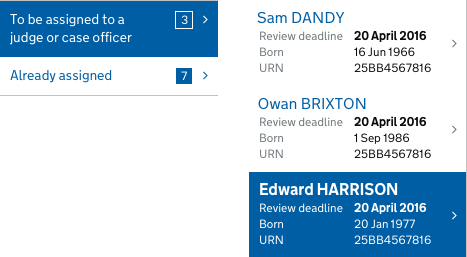 To be assigned to a
judge or case officer
3
Already assigned
7
Sam DANDY
Review deadline 20 April 2016
Born 16 Jun 1966
URN 25BB4567816
Owan BRIXTON
Review deadline 20 April 2016
Born 1 Sep 1986
URN 25BB4567816
Edward HARRISON
Review deadline 20 April 2016
Born 20 Jan 1977
URN 25BB4567816